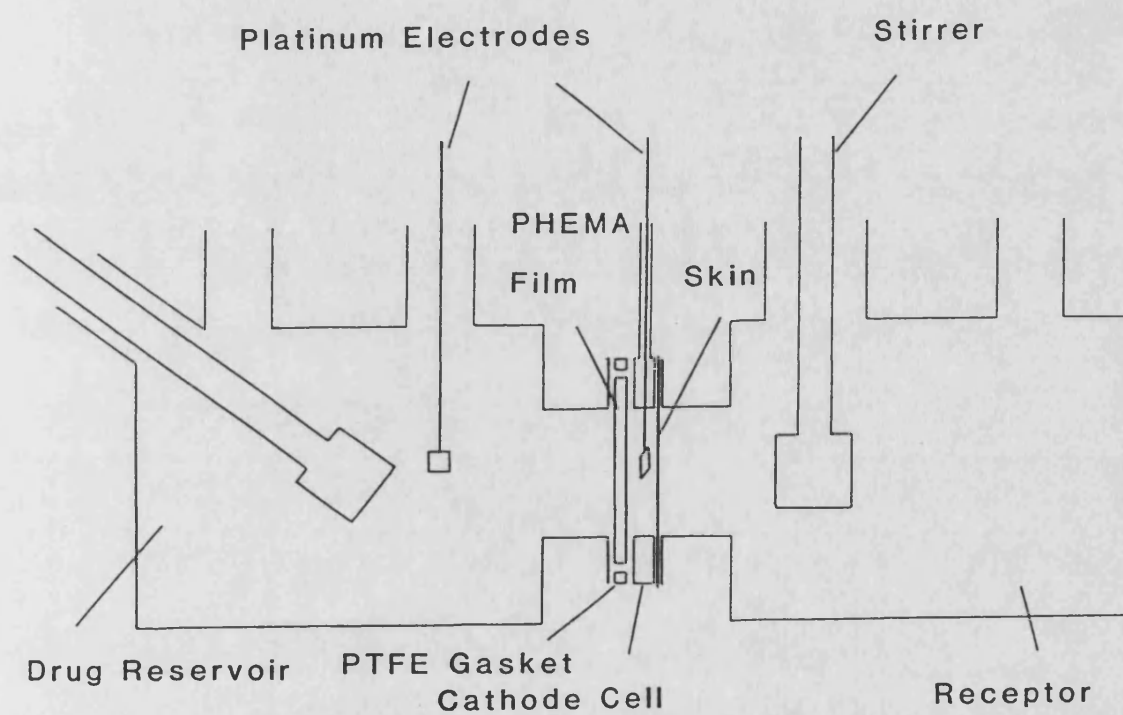 Platinum Electrodes
Stirrer
PHEMA
Film
Skin
Drug Reservoir
PTFE Gasket
Cathode Cell
Receptor